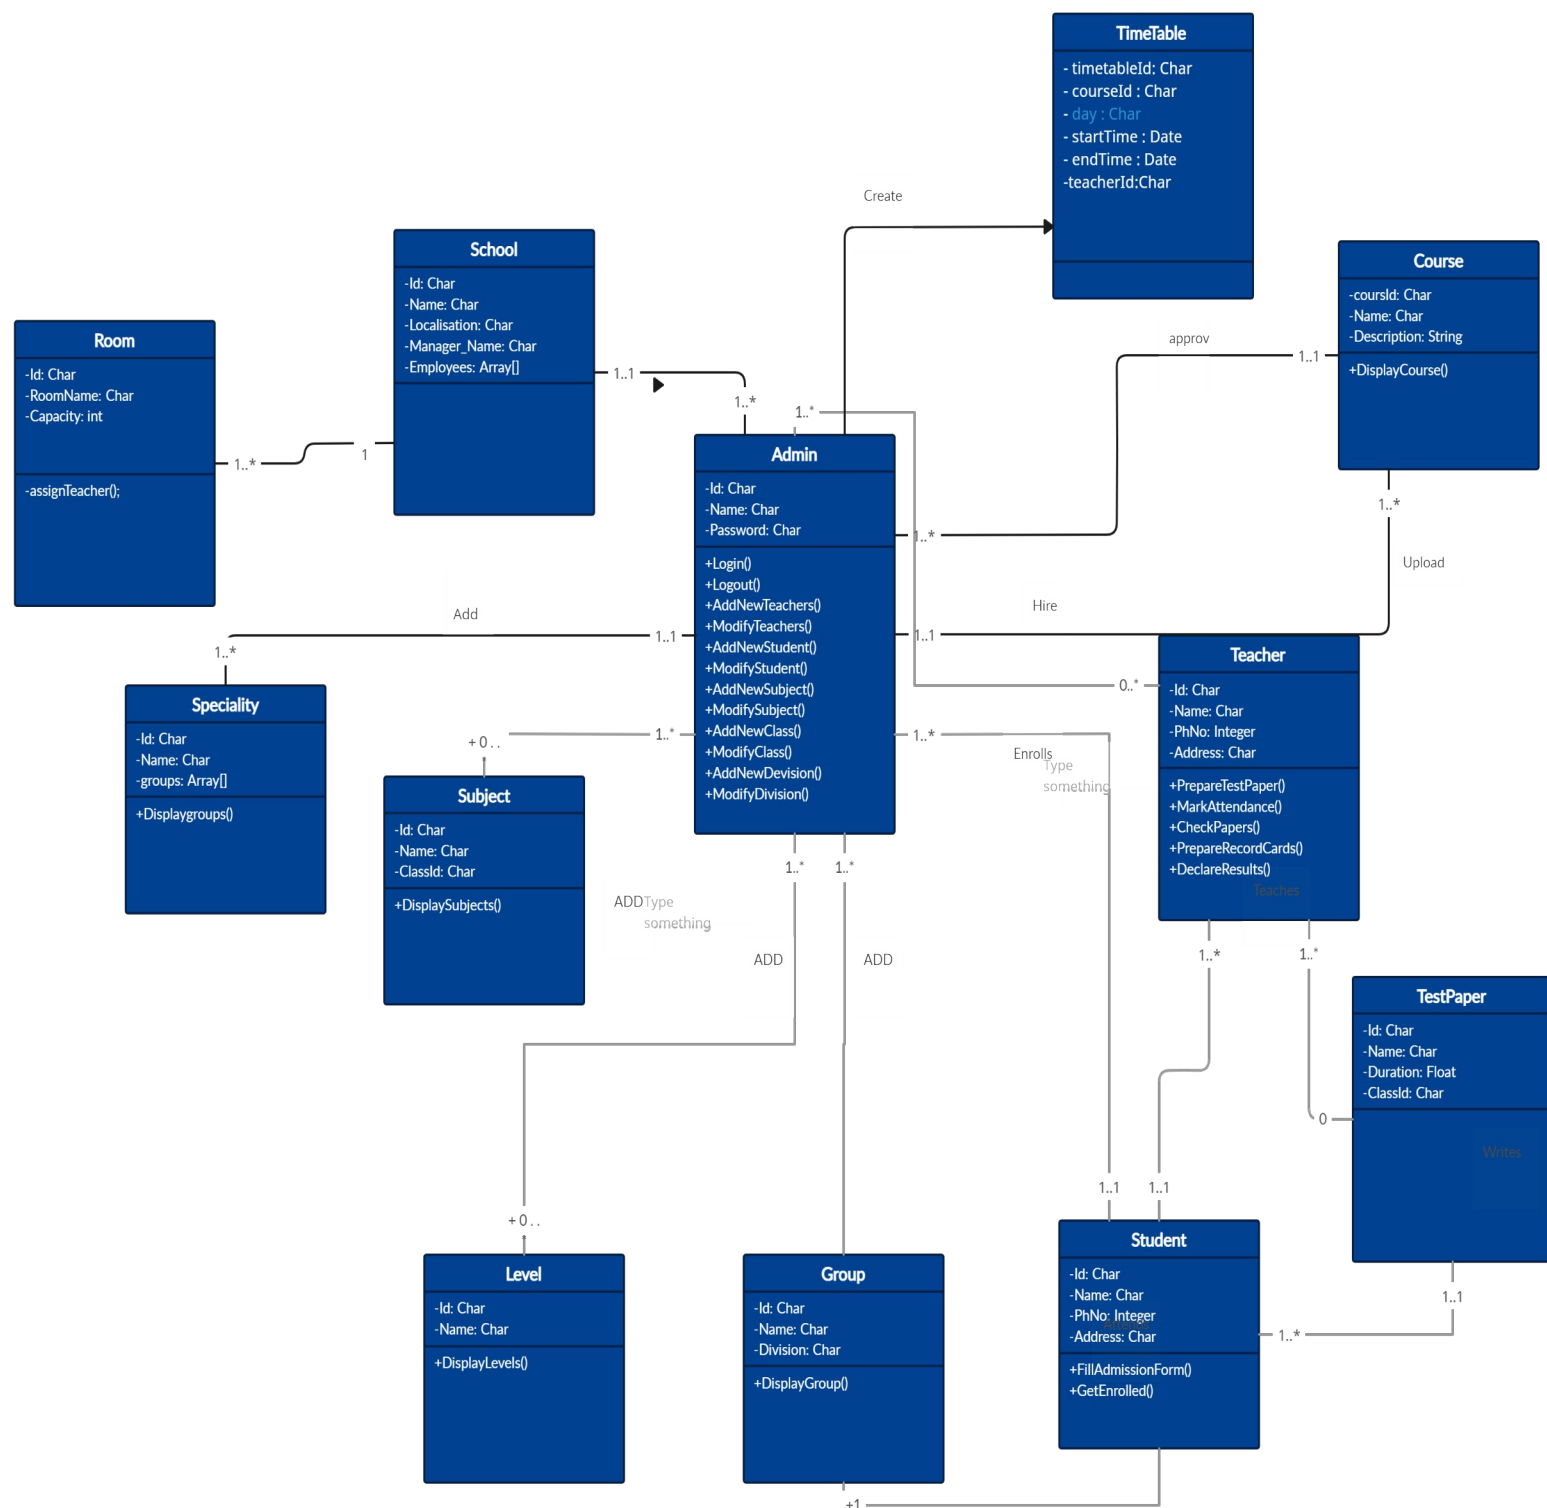 TimeTable
- timetableId: Char
- courseId : Char
- day : Char
- startTime : Date
- endTime : Date
-teacherId:Char
Create
School
-Id: Char
-Name: Char
-Localisation: Char
-Manager_Name: Char
-Employees: Array[]
Course
-coursId: Char
-Name: Char
-Description: String
+DisplayCourse()
Room
-Id: Char
-RoomName: Char
-Capacity: int
-assignTeacher();
approv
1..1
1..1
1..*
1..*
1
1..*
1..*
Admin
-Id: Char
-Name: Char
-Password: Char
+Login()
+Logout()
+AddNewTeachers()
+ModifyTeachers()
+AddNewStudent()
+ModifyStudent()
+AddNewSubject()
+ModifySubject()
+AddNewClass()
+ModifyClass()
+AddNewDevision()
+ModifyDivision()
1..*
Upload
Add
Hire
1..1
1..1
1..*
Teacher
-Id: Char
-Name: Char
-PhNo: Integer
-Address: Char
+PrepareTestPaper()
+MarkAttendance()
+CheckPapers()
+PrepareRecordCards()
+DeclareResults()
Teaches
0..*
Speciality
-Id: Char
-Name: Char
-groups: Array[]
+Displaygroups()
1..*
1..*
+ 0 . .
*
Enrolls
Type
something
Subject
-Id: Char
-Name: Char
-ClassId: Char
+DisplaySubjects()
1..*
1..*
ADD
Type
something
ADD
ADD
1..*
1..*
TestPaper
-Id: Char
-Name: Char
-Duration: Float
-ClassId: Char
0
Writes
1..1
1..1
+ 0 . .
*
Level
-Id: Char
-Name: Char
+DisplayLevels()
Group
-Id: Char
-Name: Char
-Division: Char
+DisplayGroup()
Student
-Id: Char
-Name: Char
-PhNo: Integer
-Address: Char
+FillAdmissionForm()
+GetEnrolled()
1..1
1..*
+1